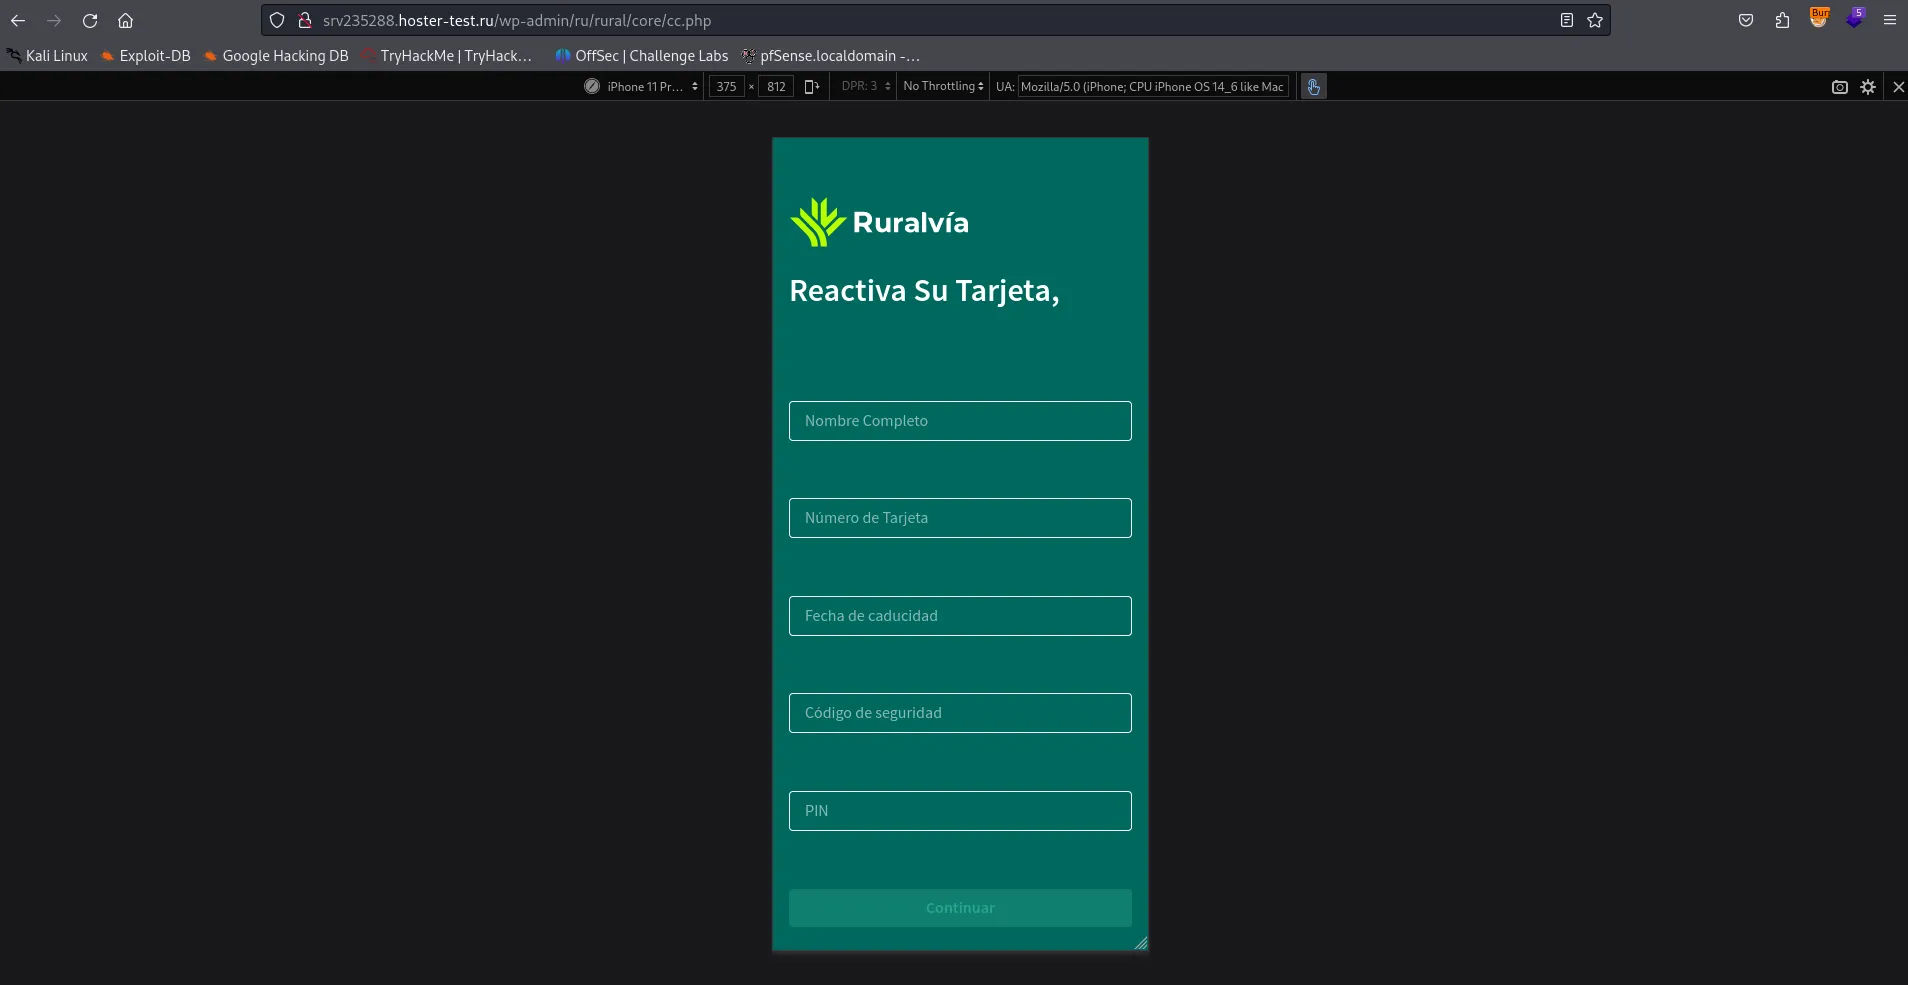 srv235288.hoster-test.ru/wp-admin/ru/rural/core/cc.php
5
Kali Linux Exploit-DB Google Hacking DB TryHackMe | TryHack… OffSec | Challenge Labs pfSense.localdomain -…
iPhone 11 Pr… 375 × 812 DPR: 3 No Throttling UA: Mozilla/5.0 (iPhone; CPU iPhone OS 14_6 like Mac
Ruralvía
Reactiva Su Tarjeta,
Nombre Completo
Número de Tarjeta
Fecha de caducidad
Código de seguridad
PIN
Continuar